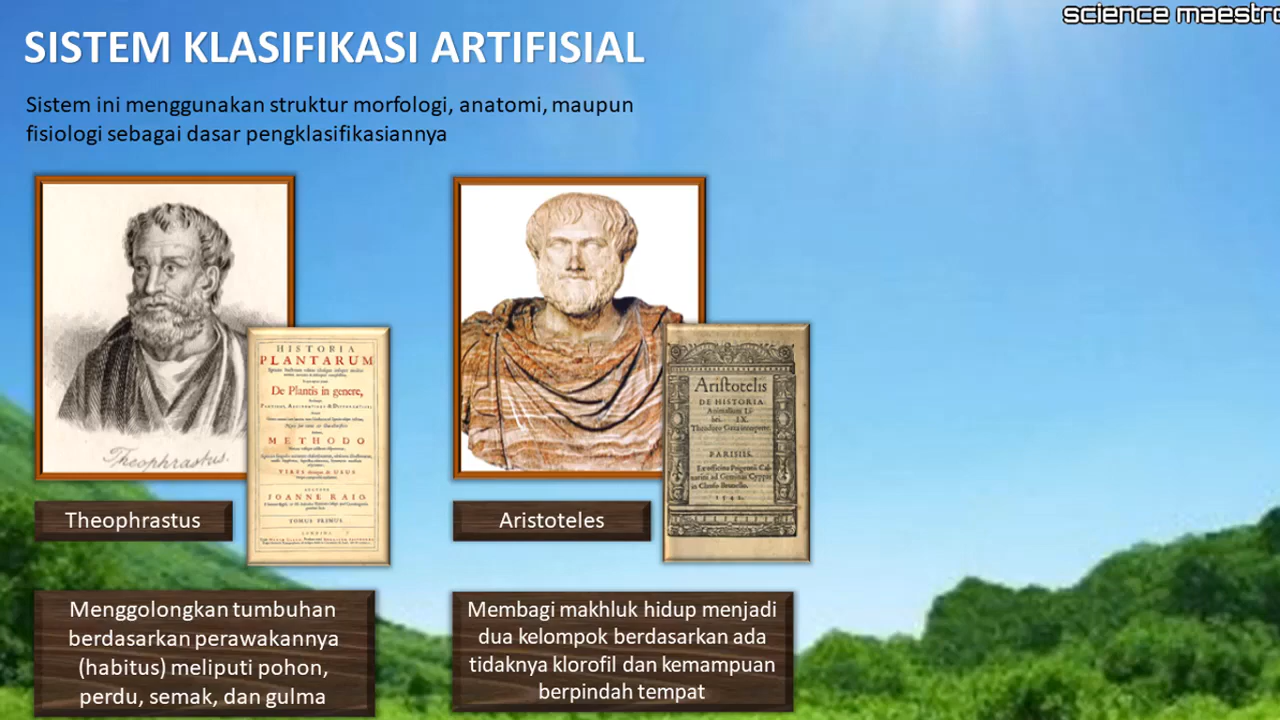 science maestro
SISTEM KLASIFIKASI ARTIFISIAL
Sistem ini menggunakan struktur morfologi, anatomi, maupun
fisiologi sebagai dasar pengklasifikasiannya
Theophrastus.
HISTORIA
PLANTARUM
De Plantis in genere,
METHODO
JOANNE RAIO
TOMUS PRIMUS
Aristotelis
DE HISTORIA
PARISIIS.
Theophrastus
Aristoteles
Menggolongkan tumbuhan
berdasarkan perawakannya
(habitus) meliputi pohon,
perdu, semak, dan gulma
Membagi makhluk hidup menjadi
dua kelompok berdasarkan ada
tidaknya klorofil dan kemampuan
berpindah tempat